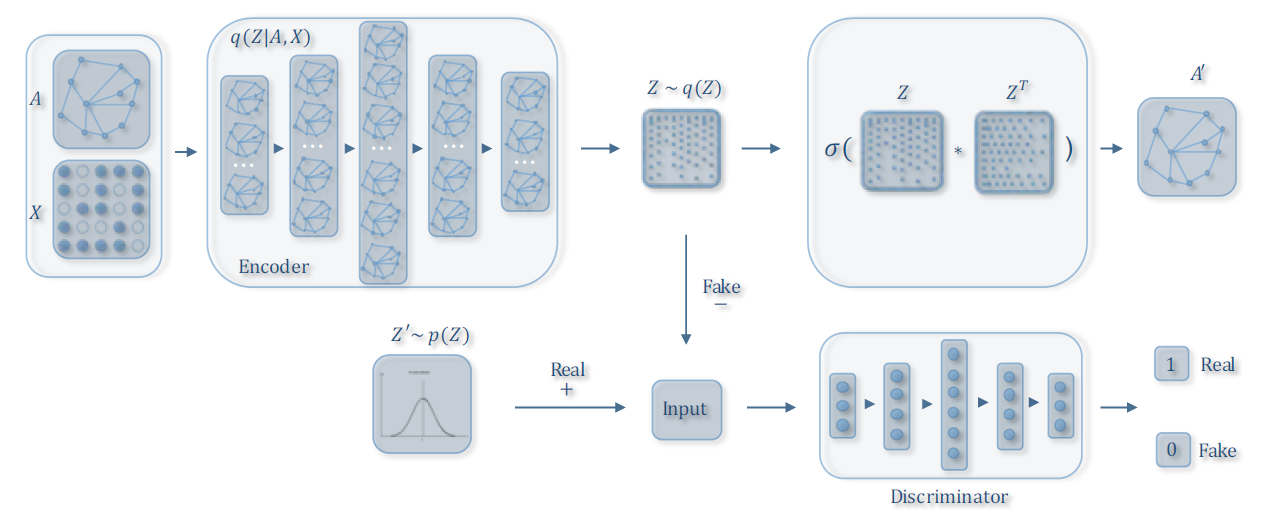 q(Z|A, X)
A
X
Encoder
Z ~ q(Z)
σ( Z * Z^T )
A′
Fake
−
Z′~ p(Z)
Real
+
Input
Discriminator
1 Real
0 Fake